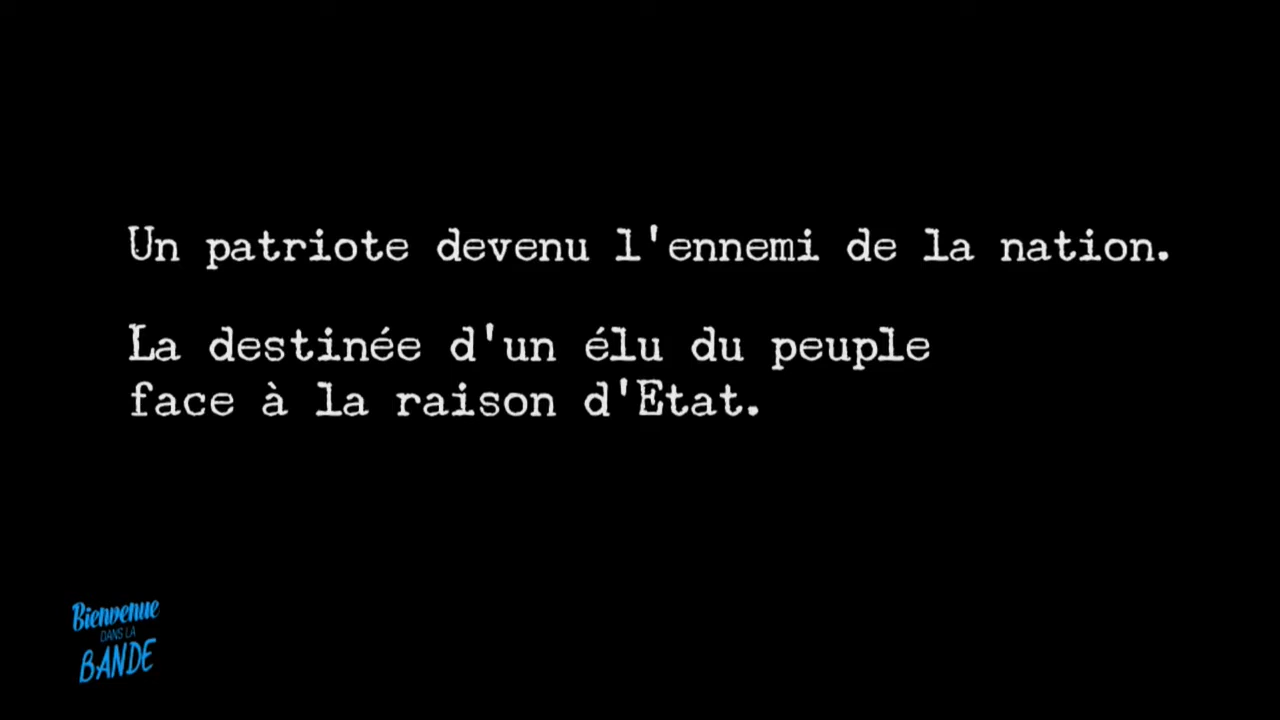 Un patriote devenu l'ennemi de la nation.
La destinée d'un élu du peuple
face à la raison d'Etat.
Bienvenue
DANS LA
BANDE